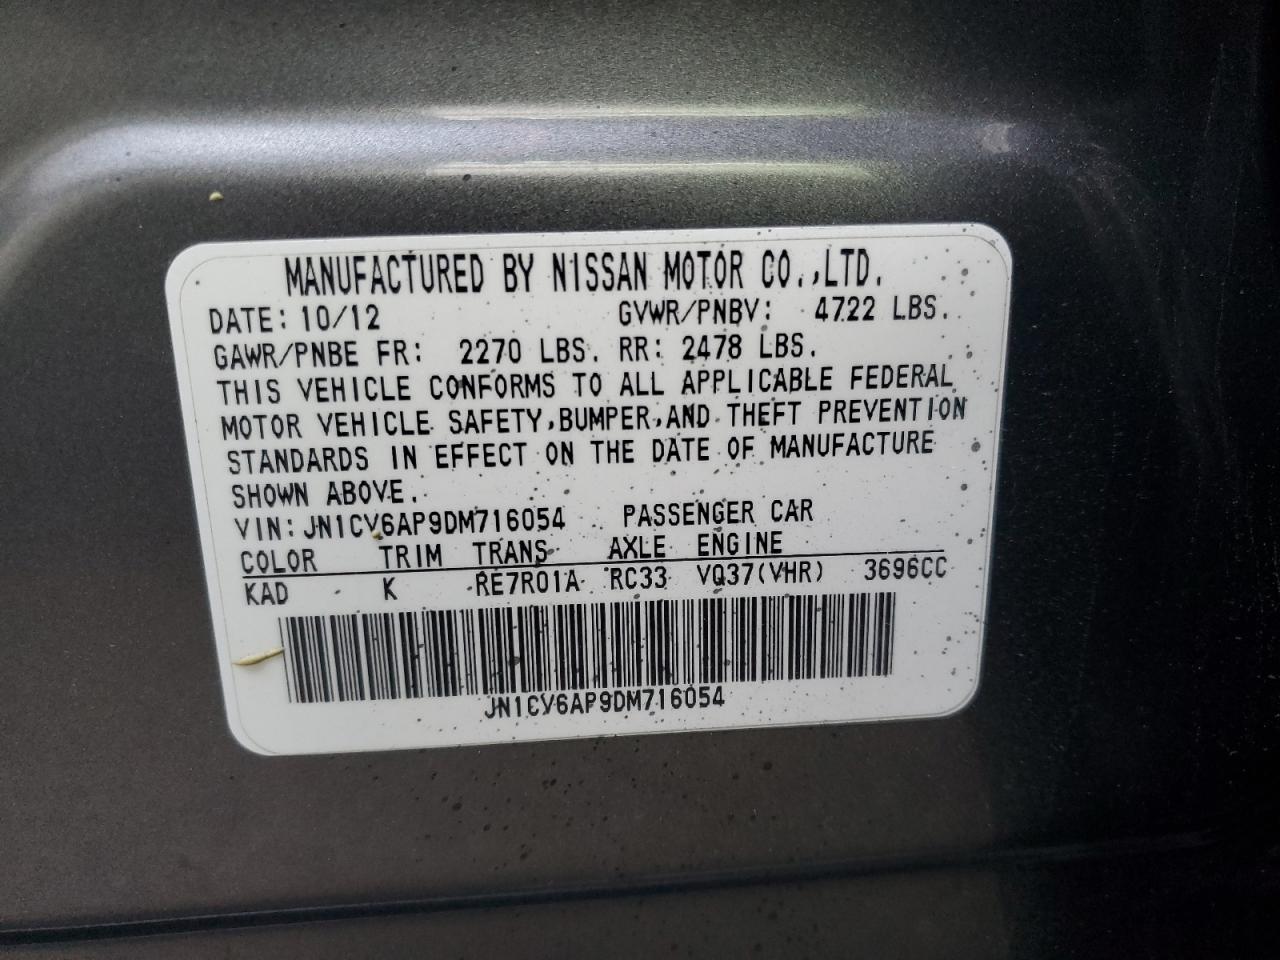 MANUFACTURED BY NISSAN MOTOR CO.,LTD.
DATE: 10/12 GVWR/PNBV: 4722 LBS.
GAWR/PNBE FR: 2270 LBS. RR: 2478 LBS.
THIS VEHICLE CONFORMS TO ALL APPLICABLE FEDERAL
MOTOR VEHICLE SAFETY,BUMPER,AND THEFT PREVENTION
STANDARDS IN EFFECT ON THE DATE OF MANUFACTURE
SHOWN ABOVE.
VIN:JN1CV6AP9DM716054 PASSENGER CAR
COLOR TRIM TRANS AXLE ENGINE
KAD K RE7R01A RC33 VQ37(VHR) 3696CC
JN1CV6AP9DM716054